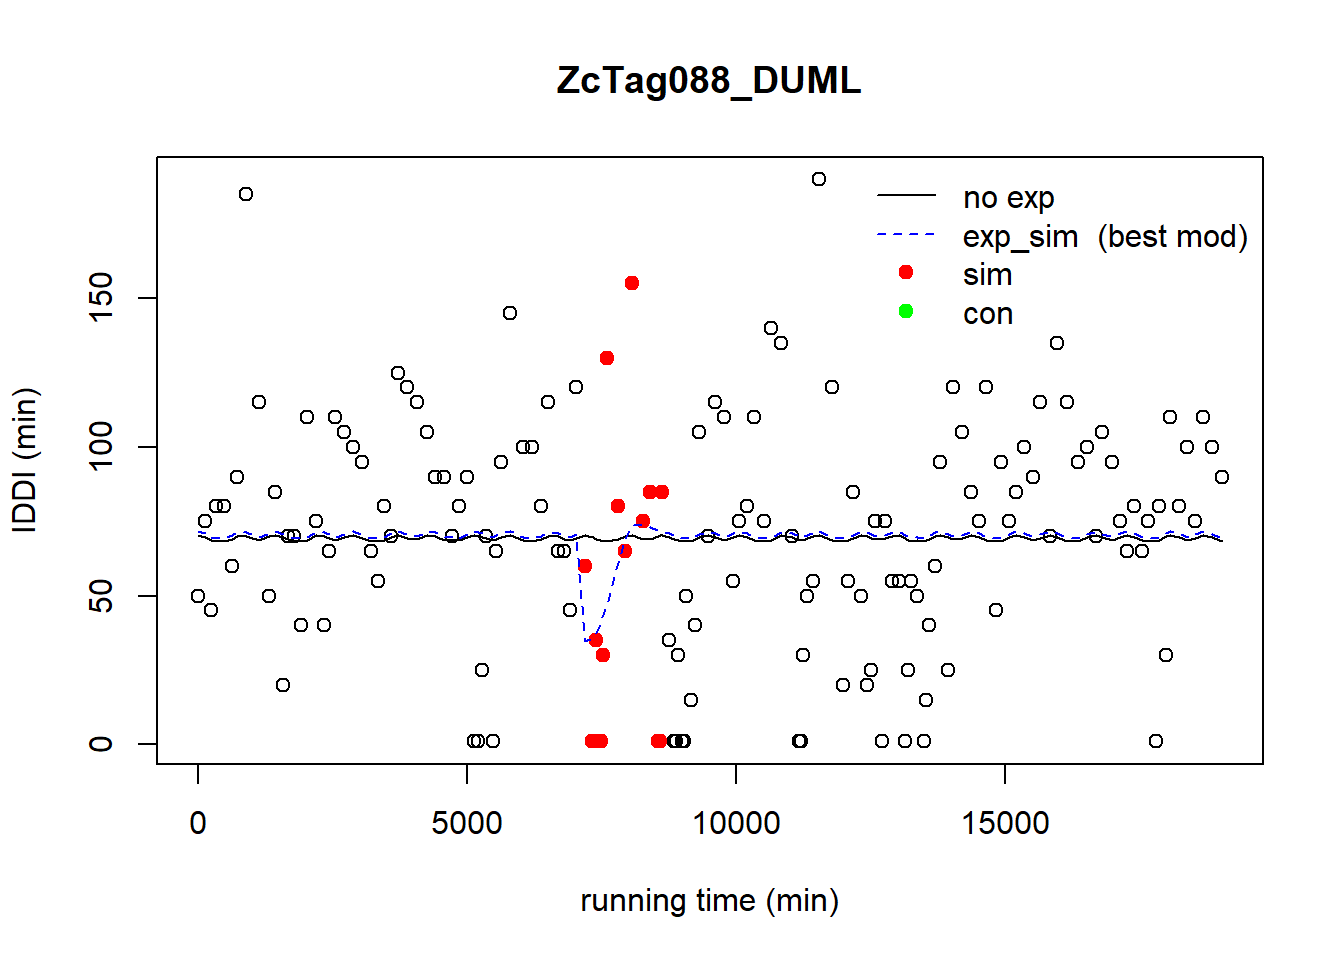 ZcTag088_DUML
no exp
exp_sim  (best mod)
sim
con
IDDI (min)
150
100
50
0
0 5000 10000 15000
running time (min)